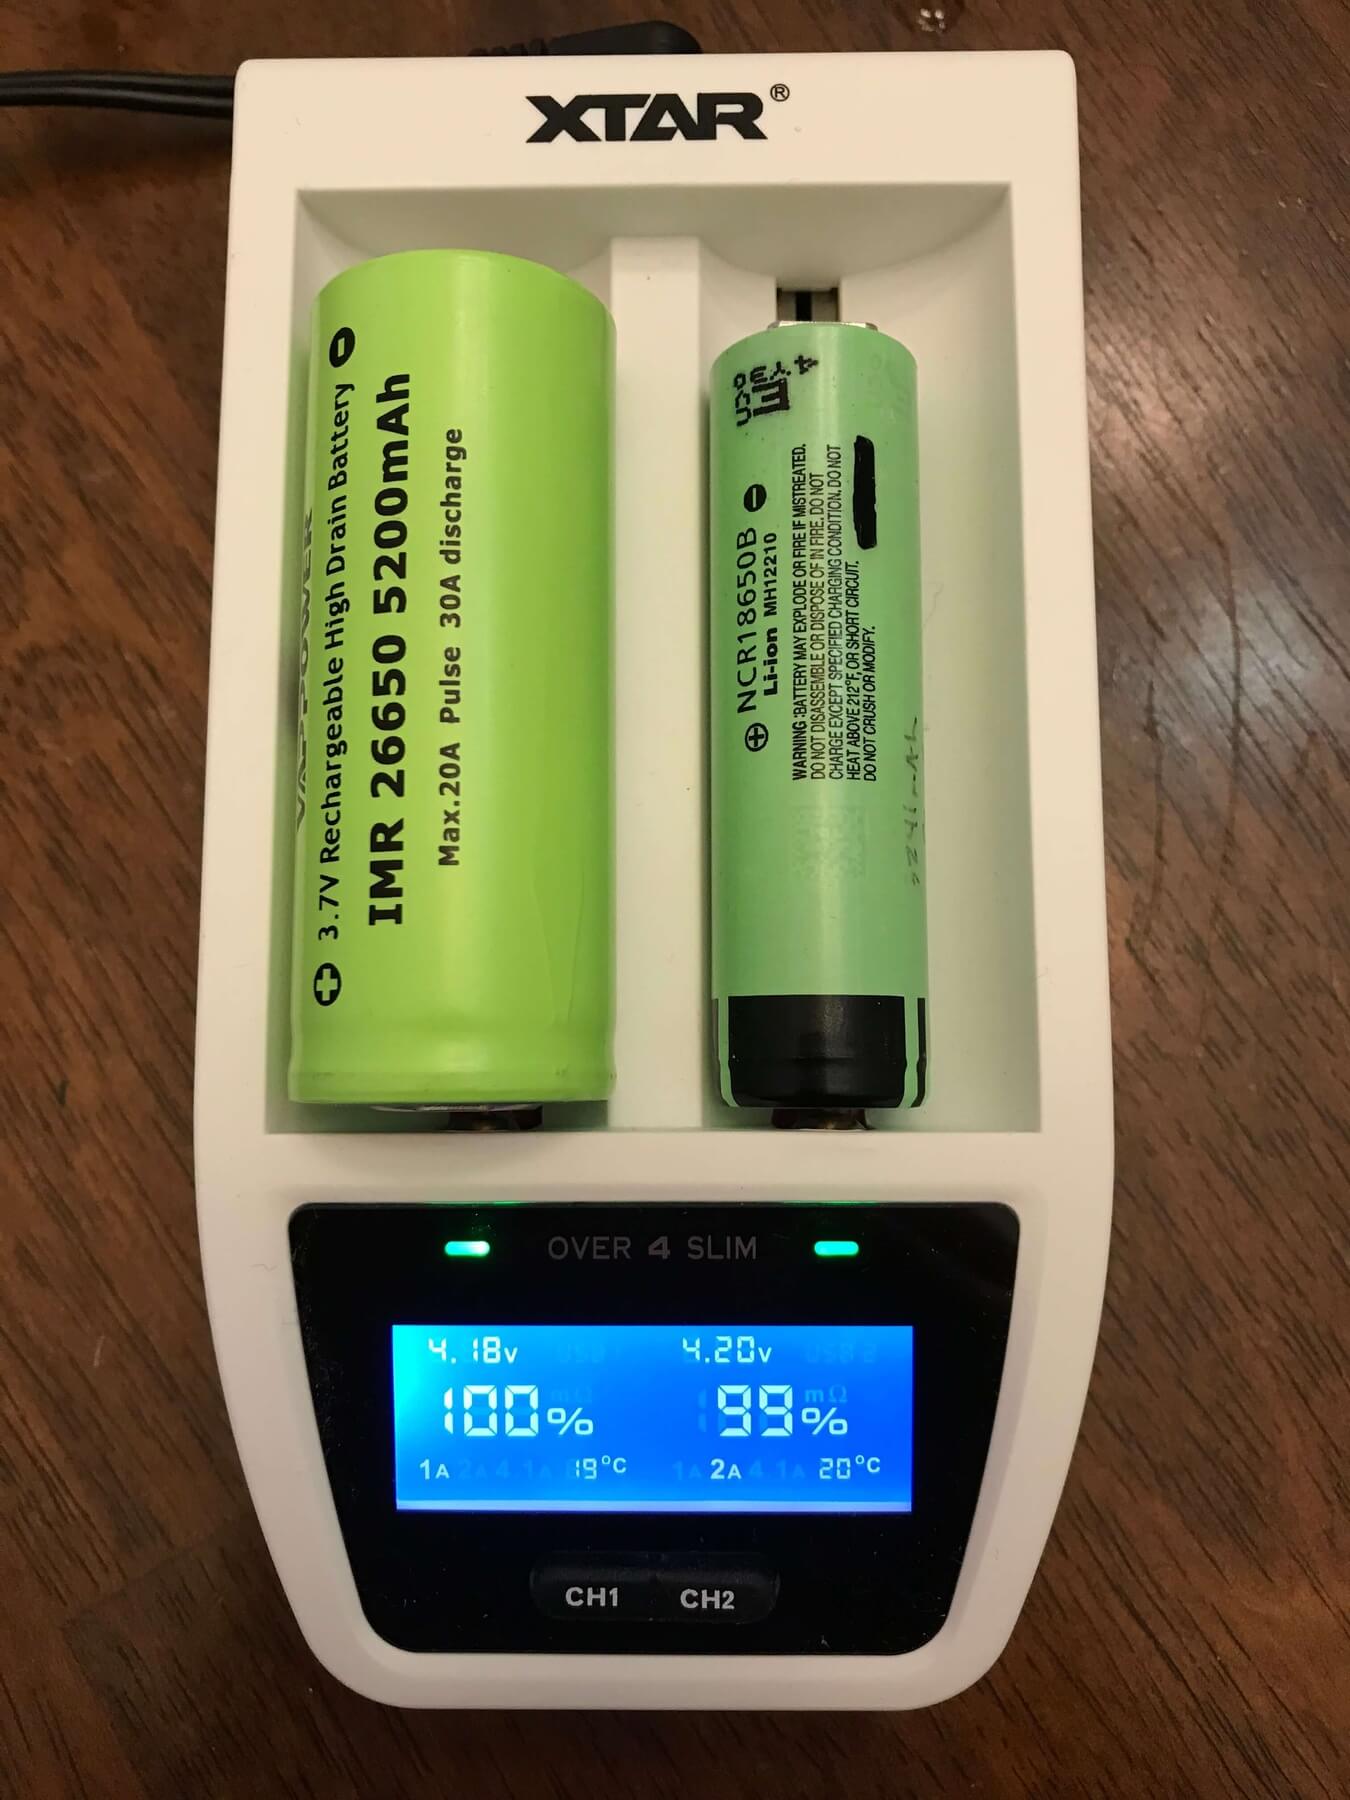 XTAR®
VAPPOWER
⊕ 3.7V Rechargeable High Drain Battery ⊖
IMR 26650 5200mAh
Max.20A Pulse 30A discharge
⊕ NCR18650B ⊖
Li-ion MH12210
WARNING:BATTERY MAY EXPLODE OR FIRE IF MISTREATED.
DO NOT DISASSEMBLE OR DISPOSE OF IN FIRE. DO NOT
CHARGE EXCEPT SPECIFIED CHARGING CONDITION. DO NOT
HEAT ABOVE 212°F, OR SHORT CIRCUIT.
DO NOT CRUSH OR MODIFY.
OVER 4 SLIM
4.18V 4.20V
100% 99%
1A 19°C 2A 20°C
CH1 CH2